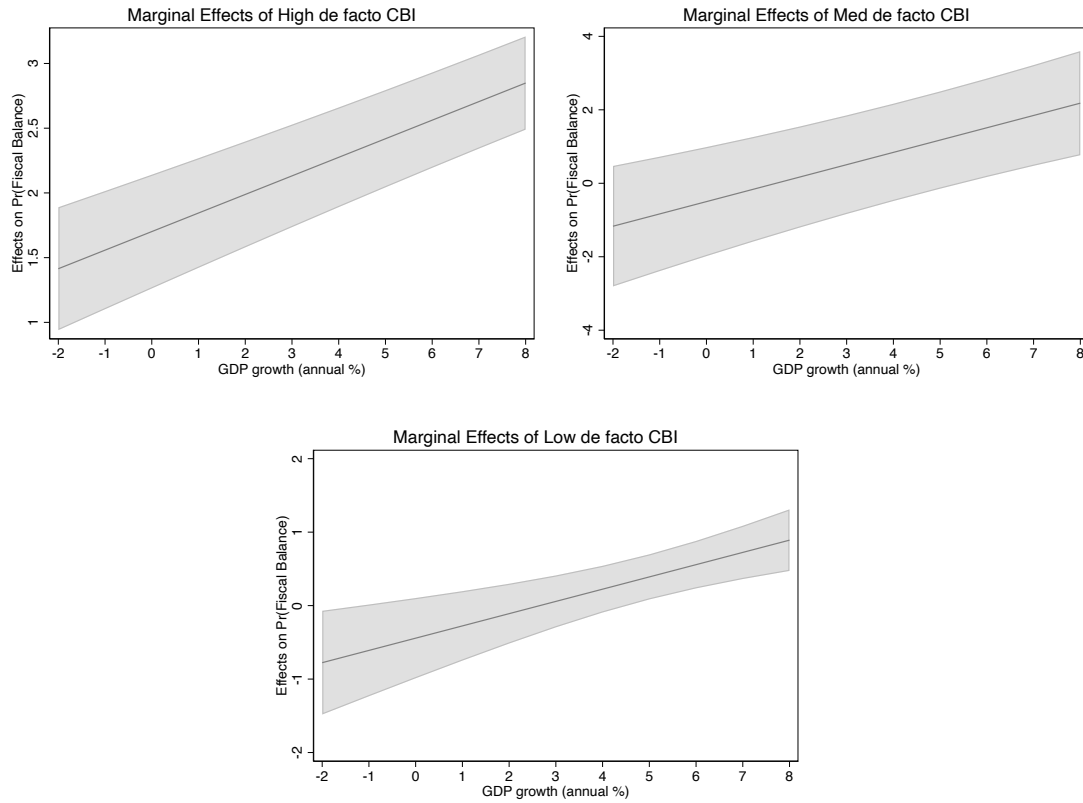 Marginal Effects of High de facto CBI
Effects on Pr(Fiscal Balance)
3
2.5
2
1.5
1
-2 -1 0 1 2 3 4 5 6 7 8
GDP growth (annual %)
Marginal Effects of Med de facto CBI
Effects on Pr(Fiscal Balance)
4
2
0
-2
-4
-2 -1 0 1 2 3 4 5 6 7 8
GDP growth (annual %)
Marginal Effects of Low de facto CBI
Effects on Pr(Fiscal Balance)
2
1
0
-1
-2
-2 -1 0 1 2 3 4 5 6 7 8
GDP growth (annual %)